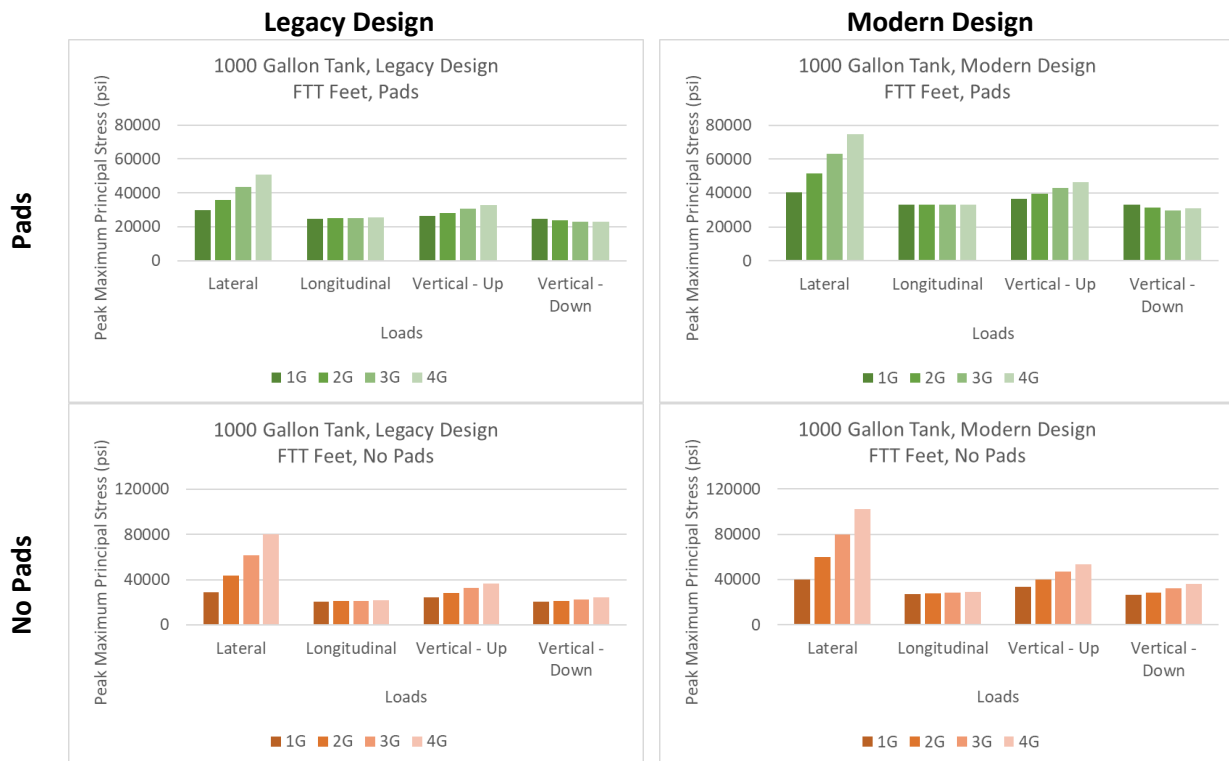 Legacy Design
Modern Design
Pads
1000 Gallon Tank, Legacy Design
FTT Feet, Pads
Peak Maximum Principal Stress (psi)
80000
60000
40000
20000
0
Lateral
Longitudinal
Vertical - Up
Vertical -
Down
Loads
1G
2G
3G
4G
1000 Gallon Tank, Modern Design
FTT Feet, Pads
Peak Maximum Principal Stress (psi)
80000
60000
40000
20000
0
Lateral
Longitudinal
Vertical - Up
Vertical -
Down
Loads
1G
2G
3G
4G
No Pads
1000 Gallon Tank, Legacy Design
FTT Feet, No Pads
Peak Maximum Principal Stress (psi)
120000
80000
40000
0
Lateral
Longitudinal
Vertical - Up
Vertical -
Down
Loads
1G
2G
3G
4G
1000 Gallon Tank, Modern Design
FTT Feet, No Pads
Peak Maximum Principal Stress (psi)
120000
80000
40000
0
Lateral
Longitudinal
Vertical - Up
Vertical -
Down
Loads
1G
2G
3G
4G